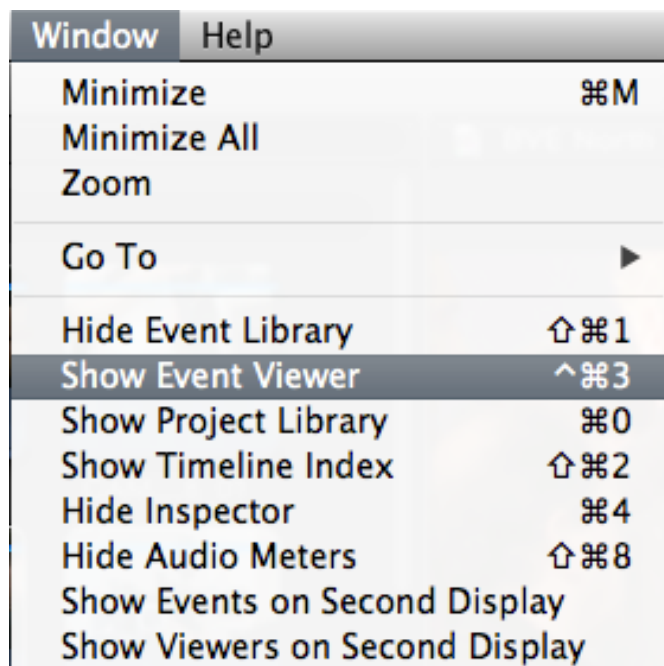 Window Help
Minimize ⌘M
Minimize All
Zoom
Go To ▶
Hide Event Library ⇧⌘1
Show Event Viewer ^⌘3
Show Project Library ⌘0
Show Timeline Index ⇧⌘2
Hide Inspector ⌘4
Hide Audio Meters ⇧⌘8
Show Events on Second Display
Show Viewers on Second Display